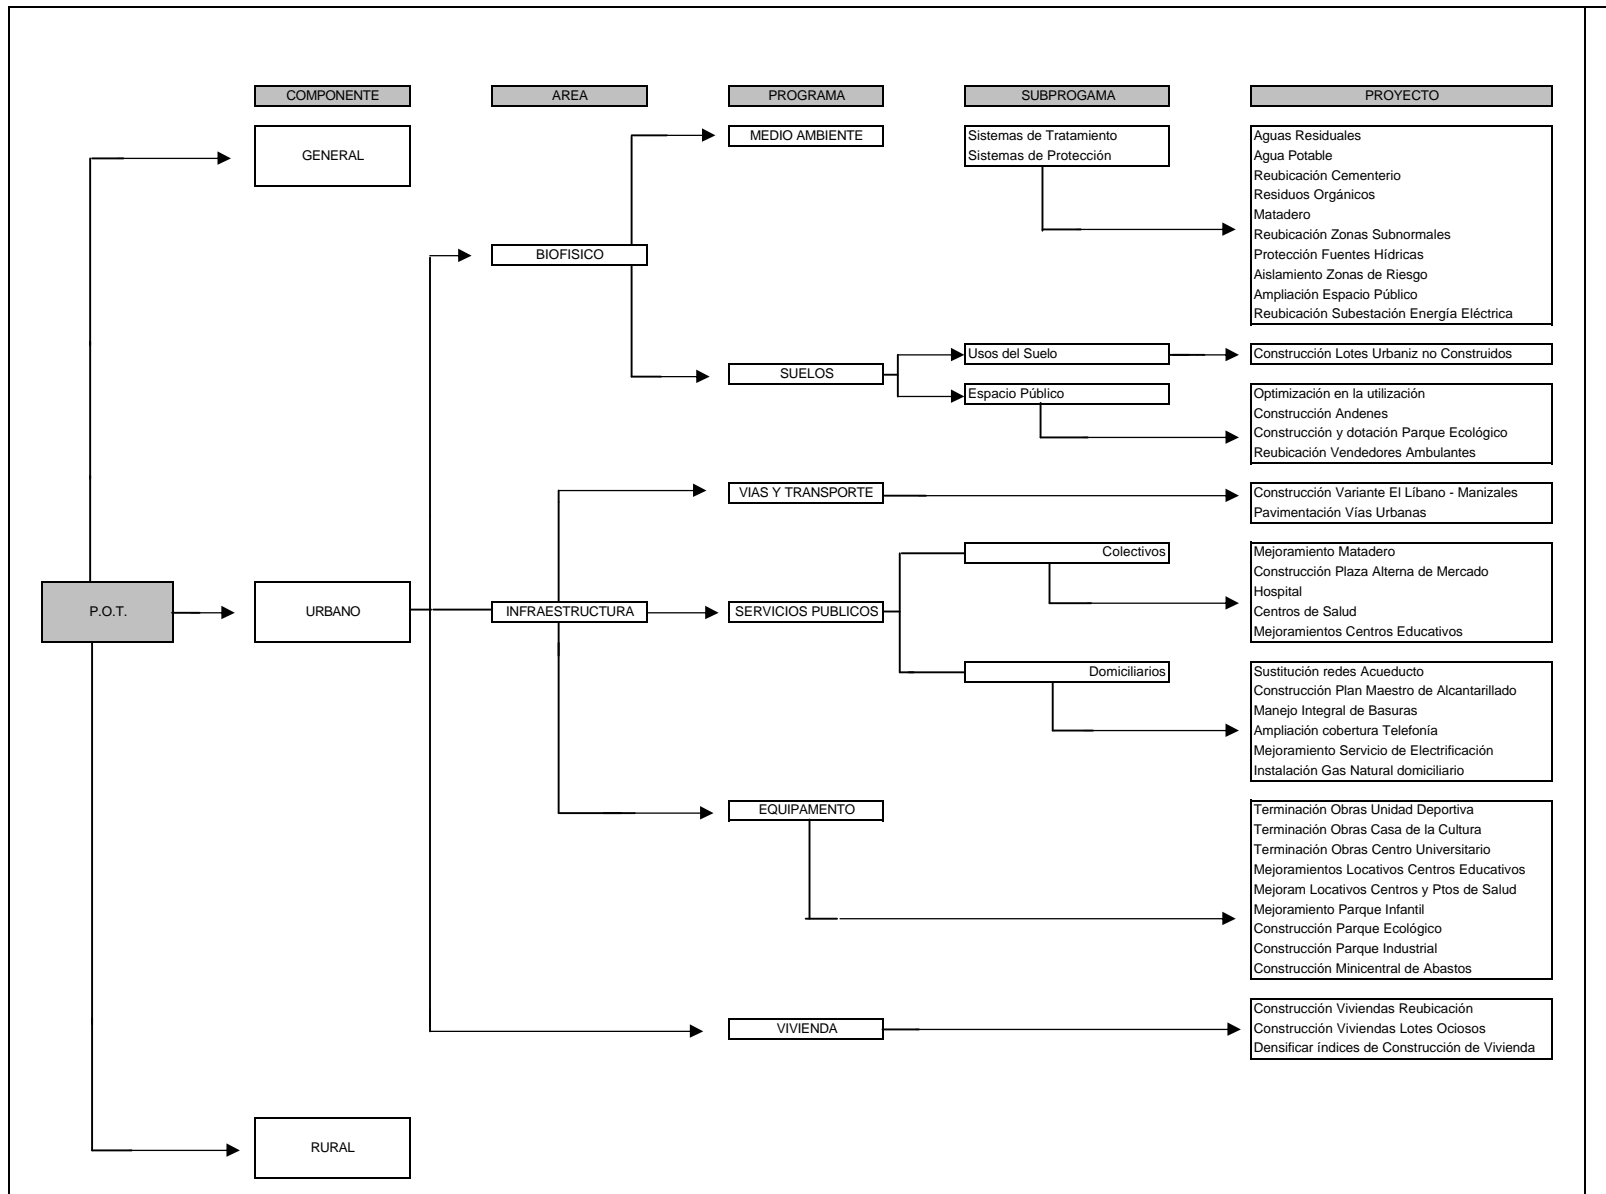 COMPONENTE
AREA
PROGRAMA
SUBPROGAMA
PROYECTO
GENERAL
MEDIO AMBIENTE
Sistemas de Tratamiento
Sistemas de Protección
Aguas Residuales
Agua Potable
Reubicación Cementerio
Residuos Orgánicos
Matadero
Reubicación Zonas Subnormales
Protección Fuentes Hídricas
Aislamiento Zonas de Riesgo
Ampliación Espacio Público
Reubicación Subestación Energía Eléctrica
BIOFISICO
SUELOS
Usos del Suelo
Construcción Lotes Urbaniz no Construidos
Espacio Público
Optimización en la utilización
Construcción Andenes
Construcción y dotación Parque Ecológico
Reubicación Vendedores Ambulantes
VIAS Y TRANSPORTE
Construcción Variante El Líbano - Manizales
Pavimentación Vías Urbanas
P.O.T.
URBANO
INFRAESTRUCTURA
SERVICIOS PUBLICOS
Colectivos
Mejoramiento Matadero
Construcción Plaza Alterna de Mercado
Hospital
Centros de Salud
Mejoramientos Centros Educativos
Domiciliarios
Sustitución redes Acueducto
Construcción Plan Maestro de Alcantarillado
Manejo Integral de Basuras
Ampliación cobertura Telefonía
Mejoramiento Servicio de Electrificación
Instalación Gas Natural domiciliario
EQUIPAMENTO
Terminación Obras Unidad Deportiva
Terminación Obras Casa de la Cultura
Terminación Obras Centro Universitario
Mejoramientos Locativos Centros Educativos
Mejoram Locativos Centros y Ptos de Salud
Mejoramiento Parque Infantil
Construcción Parque Ecológico
Construcción Parque Industrial
Construcción Minicentral de Abastos
VIVIENDA
Construcción Viviendas Reubicación
Construcción Viviendas Lotes Ociosos
Densificar índices de Construcción de Vivienda
RURAL